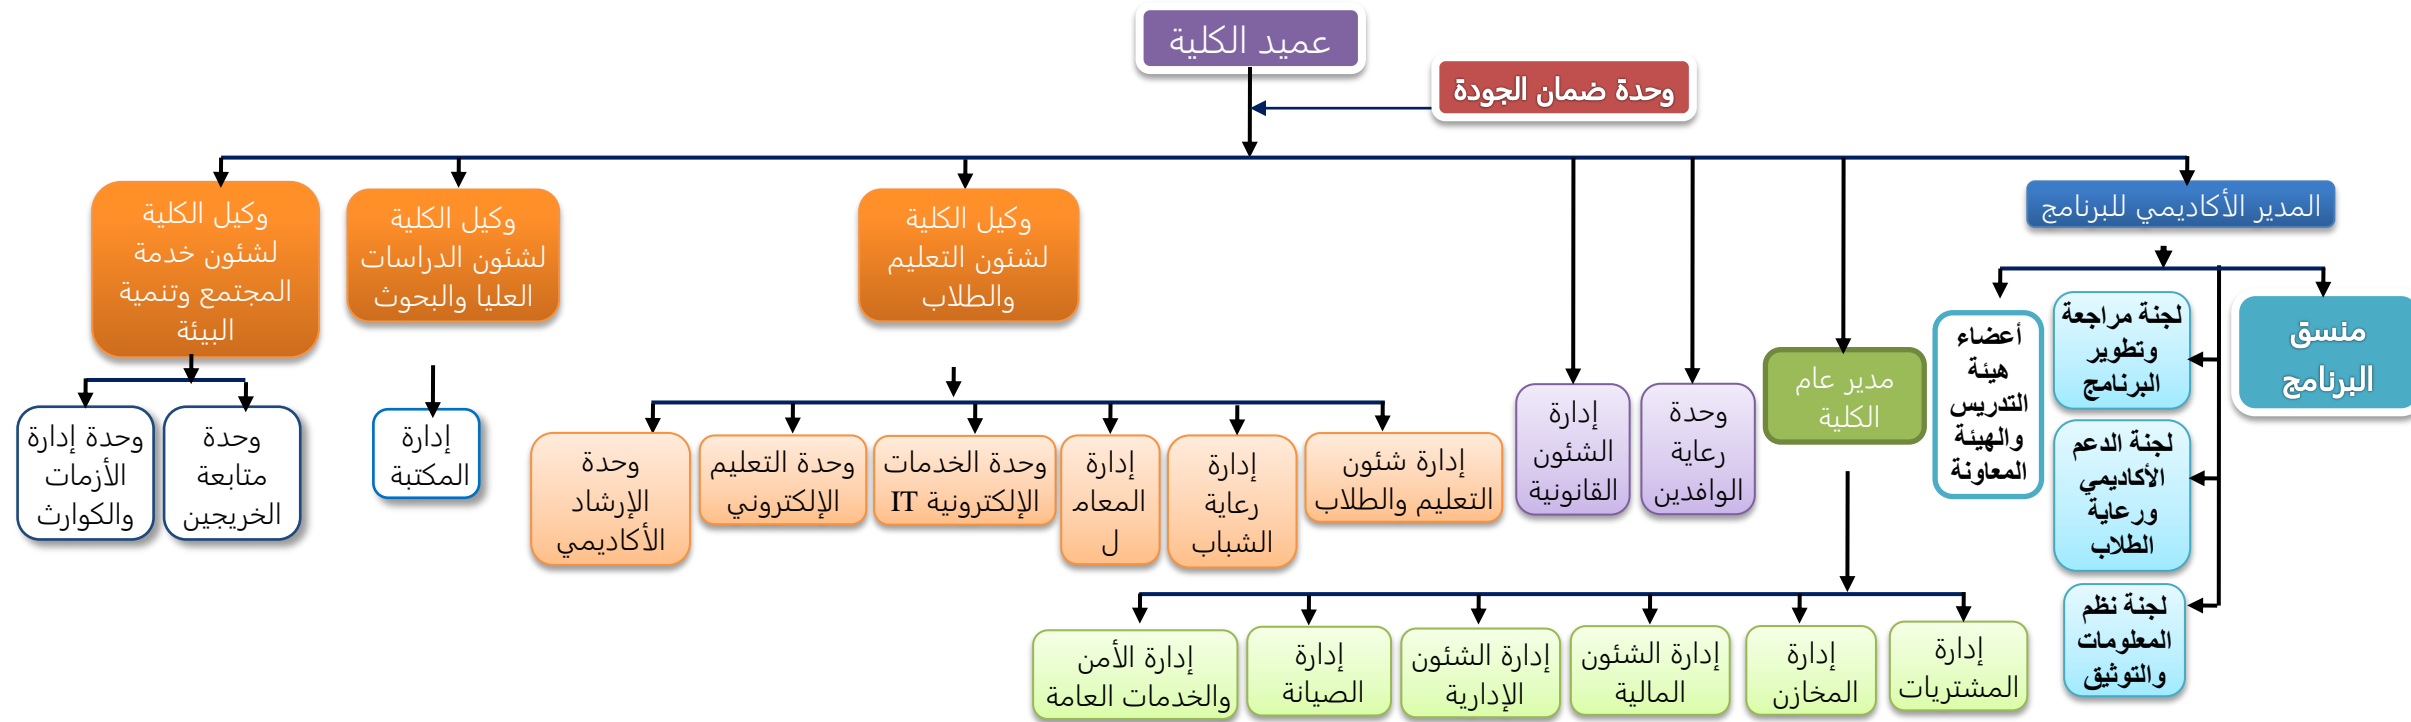 عميد الكلية
وحدة ضمان الجودة
المدير الأكاديمي للبرنامج
وكيل الكلية
لشئون التعليم
والطلاب
وكيل الكلية
لشئون الدراسات
العليا والبحوث
وكيل الكلية
لشئون خدمة
المجتمع وتنمية
البيئة
منسق
البرنامج
لجنة مراجعة
وتطوير
البرنامج
لجنة الدعم
الأكاديمي
ورعاية
الطلاب
لجنة نظم
المعلومات
والتوثيق
أعضاء
هيئة
التدريس
والهيئة
المعاونة
مدير عام
الكلية
وحدة
رعاية
الوافدين
إدارة
الشئون
القانونية
إدارة شئون
التعليم والطلاب
إدارة
رعاية
الشباب
إدارة
المعام
ل
وحدة الخدمات
الإلكترونية IT
وحدة التعليم
الإلكتروني
وحدة
الإرشاد
الأكاديمي
إدارة
المكتبة
وحدة
متابعة
الخريجين
وحدة إدارة
الأزمات
والكوارث
إدارة
المشتريات
إدارة
المخازن
إدارة الشئون
المالية
إدارة الشئون
الإدارية
إدارة
الصيانة
إدارة الأمن
والخدمات العامة